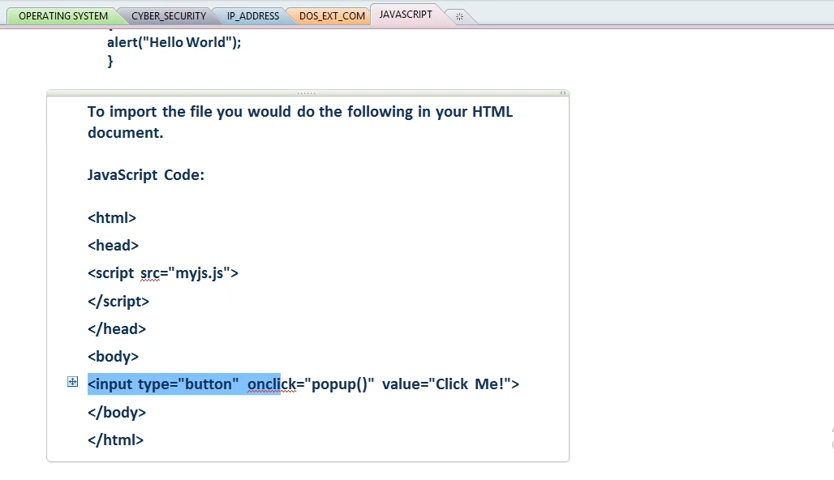 OPERATING SYSTEM CYBER_SECURITY IP_ADDRESS DOS_EXT_COM JAVASCRIPT
alert("Hello World");
}
To import the file you would do the following in your HTML
document.
JavaScript Code:
<html>
<head>
<script src="myjs.js">
</script>
</head>
<body>
<input type="button" onclick="popup()" value="Click Me!">
</body>
</html>